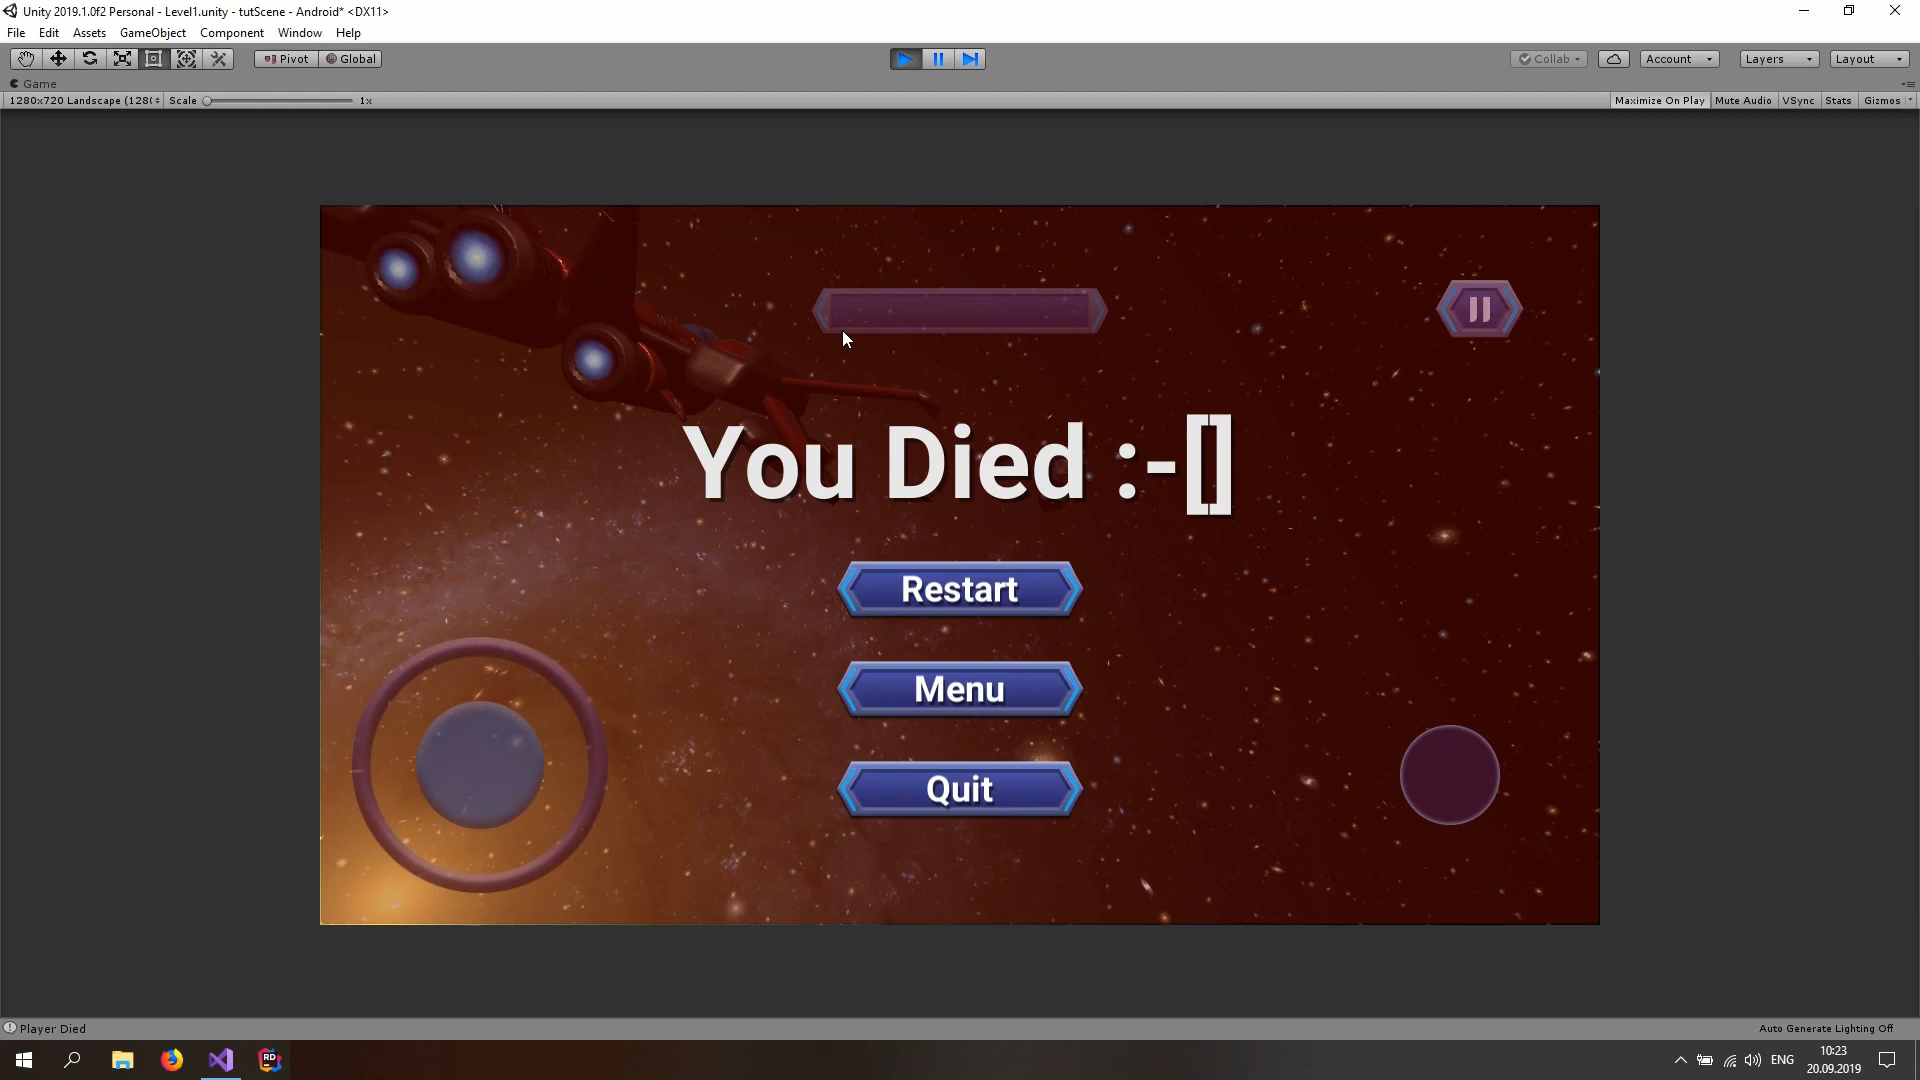 Unity 2019.1.0f2 Personal - Level1.unity - tutScene - Android* <DX11>
File Edit Assets GameObject Component Window Help
Pivot Global Collab Account Layers Layout
Game
1280x720 Landscape (128( Scale 1x Maximize On Play Mute Audio VSync Stats Gizmos
You Died :-[]
Restart
Menu
Quit
Player Died Auto Generate Lighting Off
RD
ENG
10:23
20.09.2019